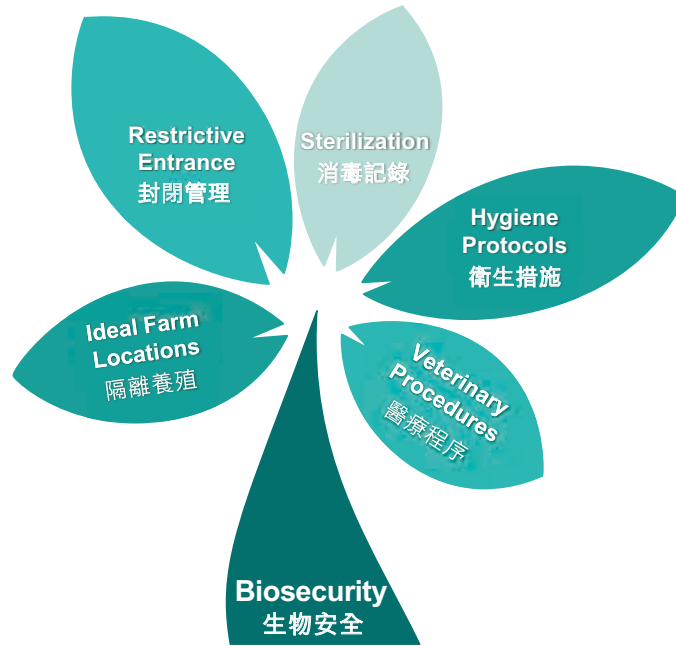 Restrictive
Entrance
封閉管理
Sterilization
消毒記錄
Hygiene
Protocols
衛生措施
Ideal Farm
Locations
隔離養殖
Veterinary
Procedures
醫療程序
Biosecurity
生物安全